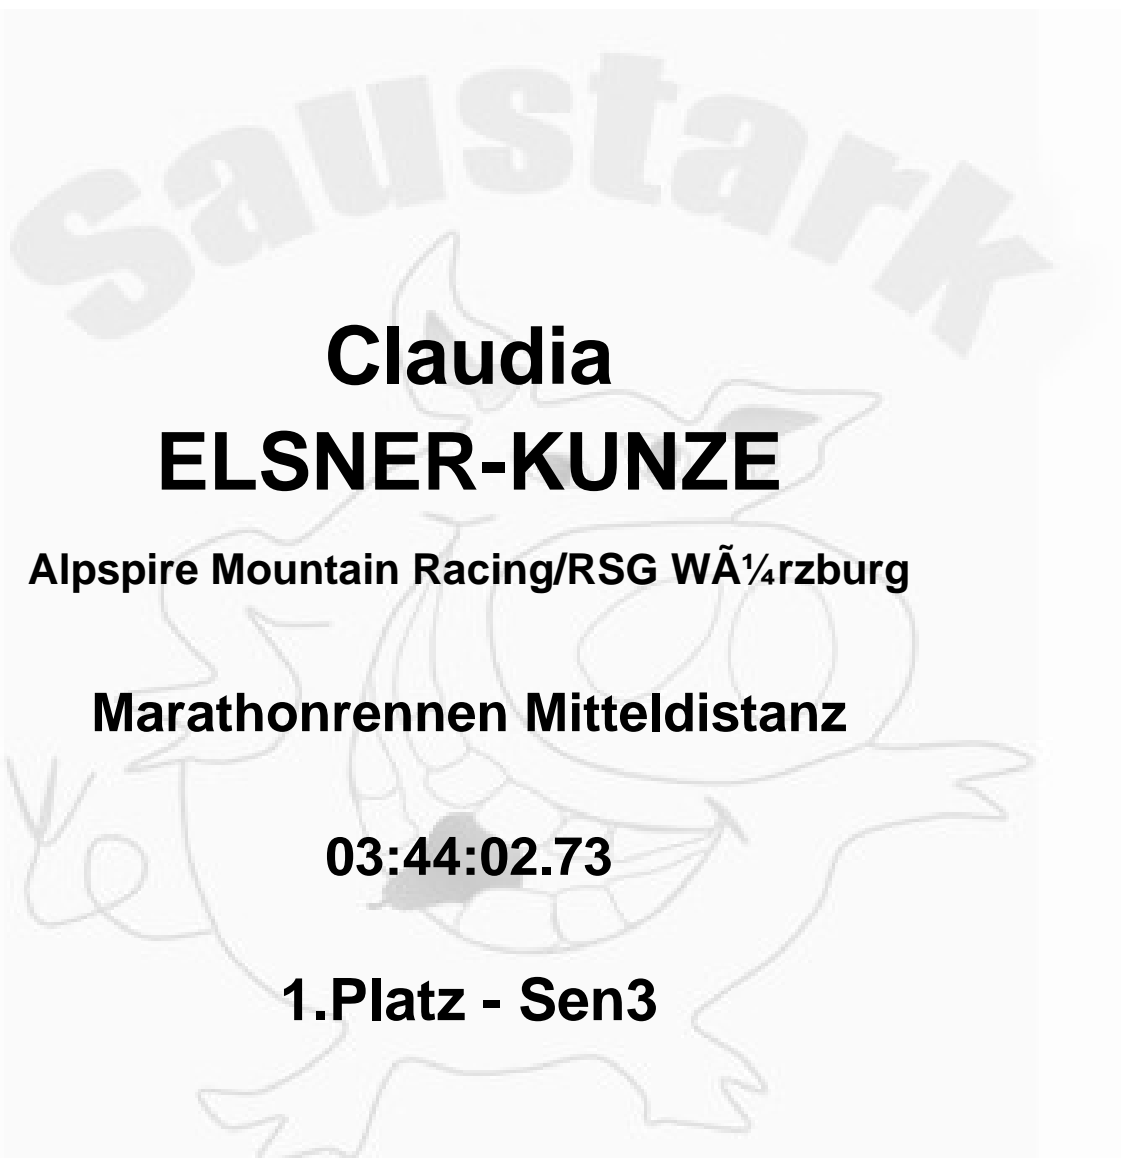 Saustark
Claudia
ELSNER-KUNZE
Alpspire Mountain Racing/RSG WÃ¼rzburg
Marathonrennen Mitteldistanz
03:44:02.73
1.Platz - Sen3